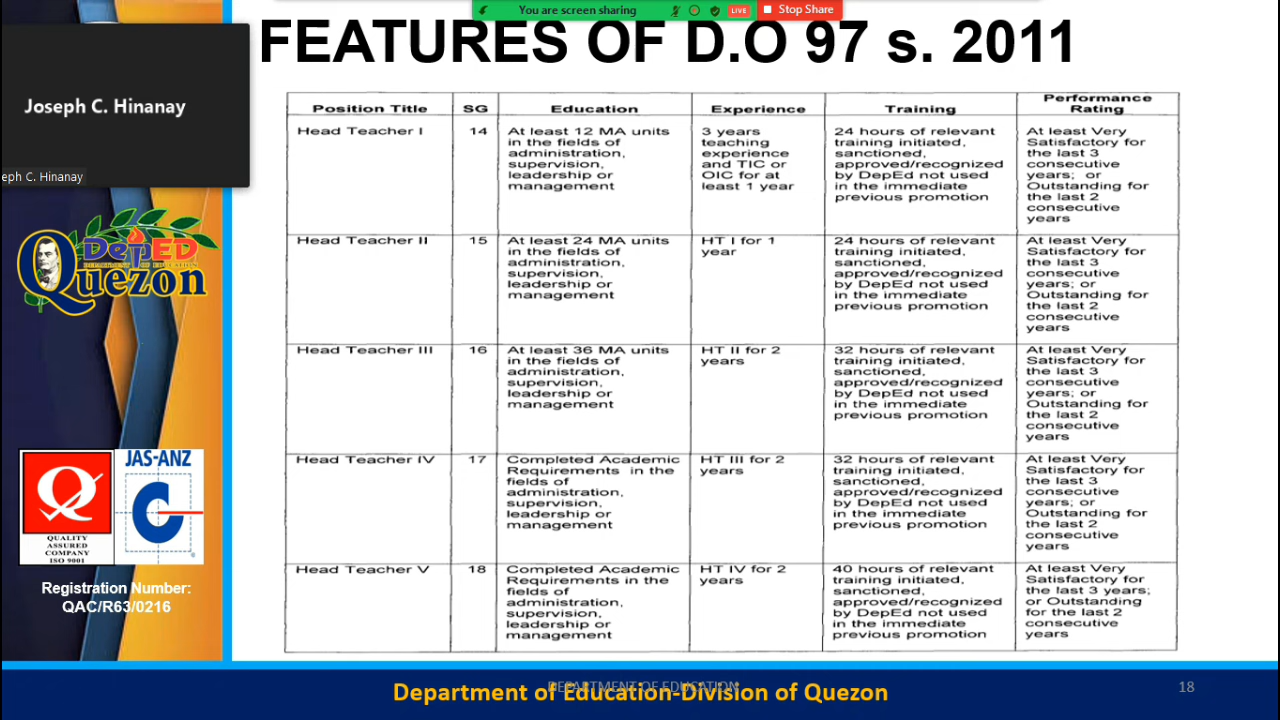 You are screen sharing
LIVE
Stop Share
FEATURES OF D.O 97 s. 2011
Joseph C. Hinanay
eph C. Hinanay
DepED
DEPARTMENT OF EDUCATION
Quezon
QUALITY
ASSURED
COMPANY
ISO 9001
JAS-ANZ
Registration Number:
QAC/R63/0216
Position Title
SG
Education
Experience
Training
Performance
Rating
Head Teacher I
14
At least 12 MA units
in the fields of
administration,
supervision,
leadership or
management
3 years
teaching
experience
and TIC or
OIC for at
least 1 year
24 hours of relevant
training initiated,
sanctioned,
approved/recognized
by DepEd not used
in the immediate
previous promotion
At least Very
Satisfactory for
the last 3
consecutive
years; or
Outstanding for
the last 2
consecutive
years
Head Teacher II
15
At least 24 MA units
in the fields of
administration,
supervision,
leadership or
management
HT I for 1
year
24 hours of relevant
training initiated,
sanctioned,
approved/recognized
by DepEd not used
in the immediate
previous promotion
At least Very
Satisfactory for
the last 3
consecutive
years; or
Outstanding for
the last 2
consecutive
years
Head Teacher III
16
At least 36 MA units
in the fields of
administration,
supervision,
leadership or
management
HT II for 2
years
32 hours of relevant
training initiated,
sanctioned,
approved/recognized
by DepEd not used
in the immediate
previous promotion
At least Very
Satisfactory for
the last 3
consecutive
years; or
Outstanding for
the last 2
consecutive
years
Head Teacher IV
17
Completed Academic
Requirements in the
fields of
administration,
supervision,
leadership or
management
HT III for 2
years
32 hours of relevant
training initiated,
sanctioned,
approved/recognized
by DepEd not used
in the immediate
previous promotion
At least Very
Satisfactory for
the last 3
consecutive
years; or
Outstanding for
the last 2
consecutive
years
Head Teacher V
18
Completed Academic
Requirements in the
fields of
administration,
supervision,
leadership or
management
HT IV for 2
years
40 hours of relevant
training initiated,
sanctioned,
approved/recognized
by DepEd not used
in the immediate
previous promotion
At least Very
Satisfactory for
the last 3 years;
or Outstanding
for the last 2
consecutive
years
DEPARTMENT OF EDUCATION
Department of Education-Division of Quezon
18